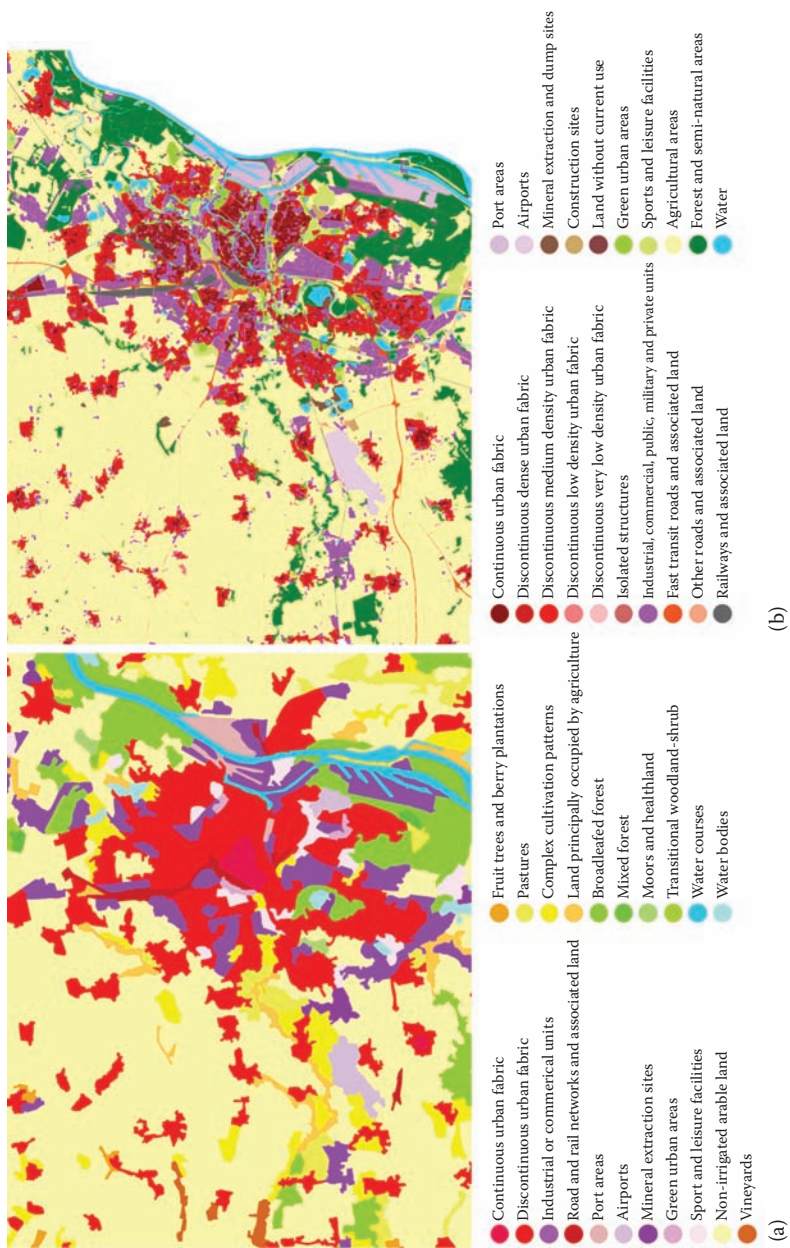 Continuous urban fabric
Discontinuous urban fabric
Industrial or commerical units
Road and rail networks and associated land
Port areas
Airports
Mineral extraction sites
Green urban areas
Sport and leisure facilities
Non-irrigated arable land
Vineyards
Fruit trees and berry plantations
Pastures
Complex cultivation patterns
Land principally occupied by agriculture
Broadleafed forest
Mixed forest
Moors and healthland
Transitional woodland-shrub
Water courses
Water bodies
(a)
Continuous urban fabric
Discontinuous dense urban fabric
Discontinuous medium density urban fabric
Discontinuous low density urban fabric
Discontinuous very low density urban fabric
Isolated structures
Industrial, commercial, public, military and private units
Fast transit roads and associated land
Other roads and associated land
Railways and associated land
Port areas
Airports
Mineral extraction and dump sites
Construction sites
Land without current use
Green urban areas
Sports and leisure facilities
Agricultural areas
Forest and semi-natural areas
Water
(b)